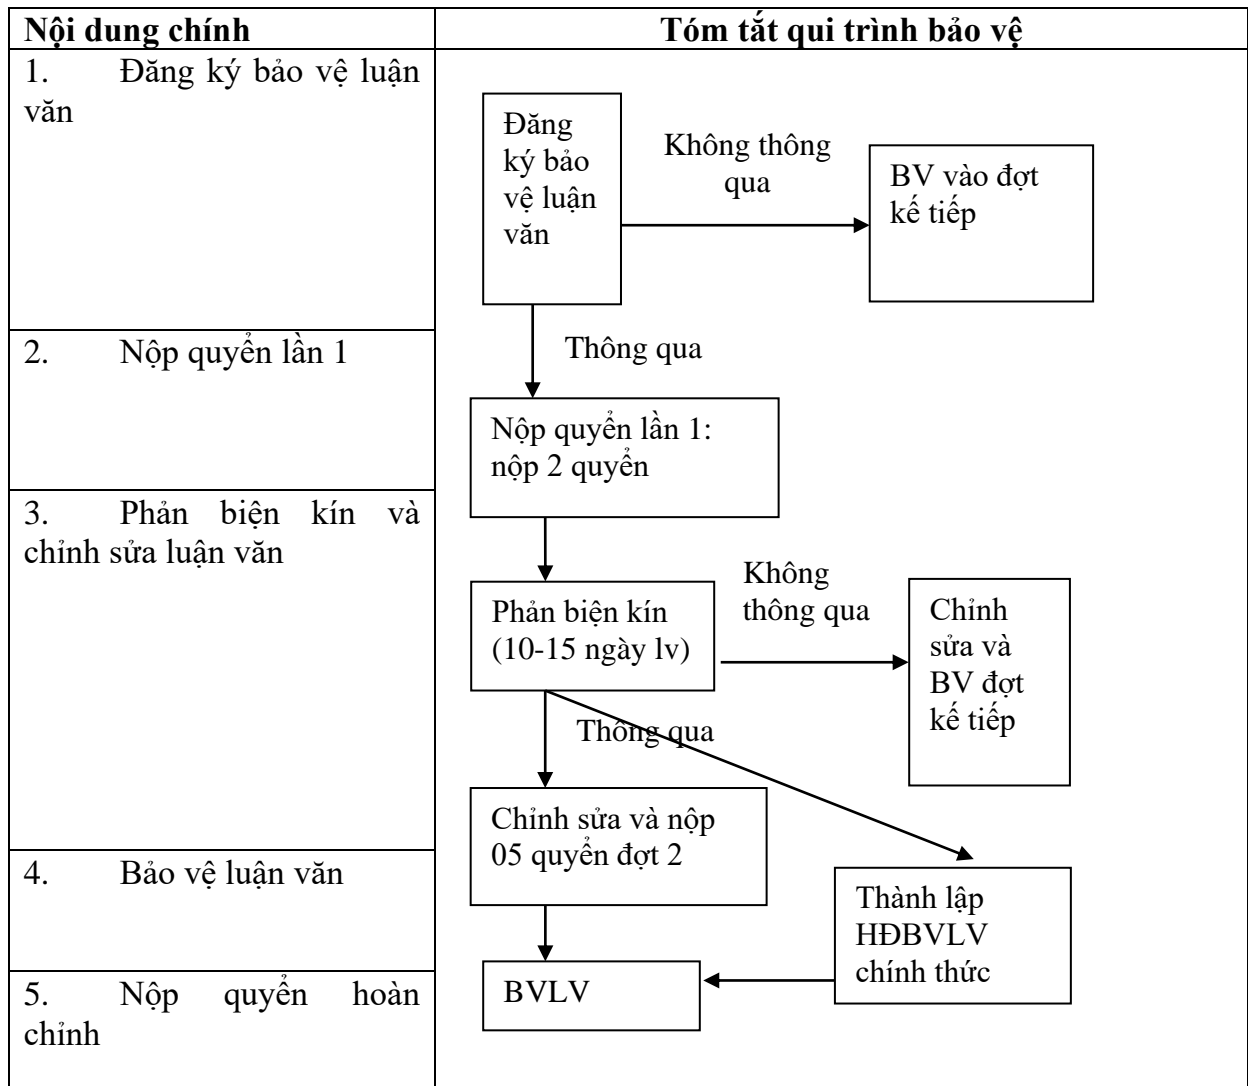 Nội dung chính
Tóm tắt qui trình bảo vệ
1. Đăng ký bảo vệ luận
văn
Đăng
ký bảo
vệ luận
văn
Không thông
qua
BV vào đợt
kế tiếp
2. Nộp quyển lần 1
Thông qua
Nộp quyển lần 1:
nộp 2 quyển
3. Phản biện kín và
chỉnh sửa luận văn
Phản biện kín
(10-15 ngày lv)
Không
thông qua
Chỉnh
sửa và
BV đợt
kế tiếp
Thông qua
Chỉnh sửa và nộp
05 quyển đợt 2
4. Bảo vệ luận văn
Thành lập
HĐBVLV
chính thức
5. Nộp quyển hoàn
chỉnh
BVLV